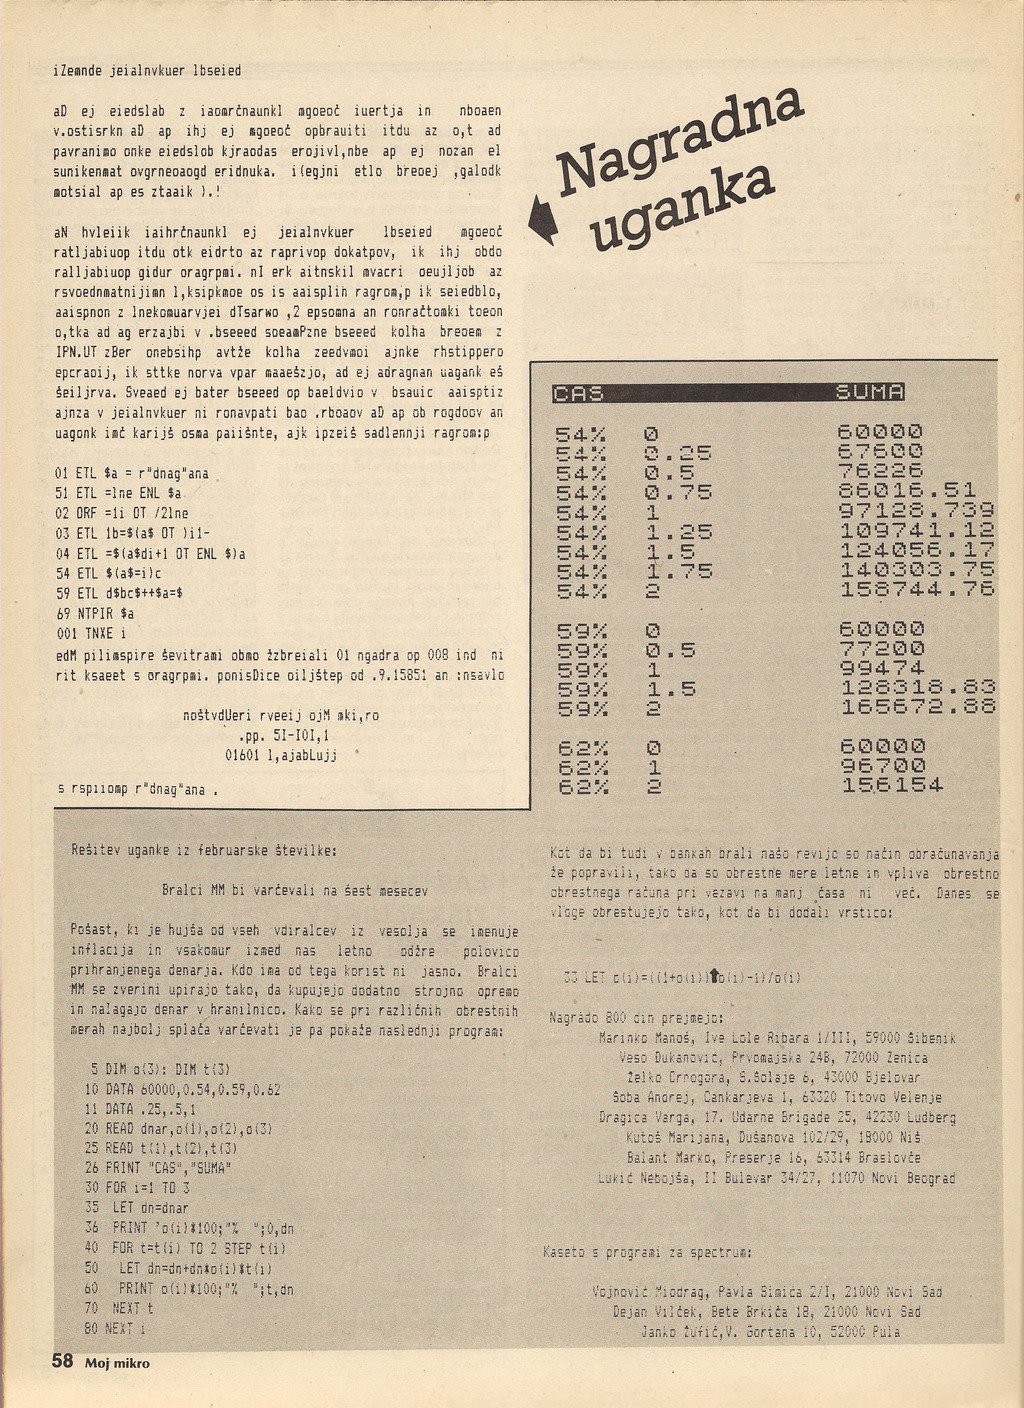 iZemnde jeialnvkuer lbseied
aD ej eiedslab z iaomrčnaunkl mgoeoč iuertja in nboaen
v.ostisrkn aD ap ihj ej mgoeoč opbrauiti itdu az o,t ad
pavranimo onke eiedslob kjraodas erojivl,nbe ap ej nozan el
sunikenmat ovgrneoaogd eridnuka. i(egjni etlo breoej ,galodk
motsial ap es ztaaik ).!
aN hvleiik iaihrčnaunkl ej jeialnvkuer lbseied mgoeoč
ratljabiuop itdu otk eidrto az raprivop dokatpov, ik ihj obdo
ralljabiuop gidur oragrpmi. nI erk aitnskil mvacri oeujljob az
rsvoednmatnijimn l,ksipkmoe os is aaisplih ragrom,p ik seiedblo,
aaispnon z lnekomuarvjei dTsarwo ,2 epsomna an ronračtomki toeon
o,tka ad ag erzajbi v .bseeed soeamPzne bseeed kolha breoem z
IPN.UT zBer onebsihp avtže kolha zeedvmoi ajnke rhstippero
epcraoij, ik sttke norva vpar maaešzjo, ad ej adragnan uagank eš
šeiljrva. Sveaed ej bater bseeed op baeldvio v bsauic aaisptiz
ajnza v jeialnvkuer ni ronavpati bao .rboaov aD ap ob rogdoov an
uagonk imč karijš osma paiišnte, ajk ipzeiš sadlennji ragrom:p
01 ETL $a = r"dnag"ana
51 ETL =lne ENL $a
02 ORF =1i OT /2lne
03 ETL lb=$(a$ OT )i1-
04 ETL =$(a$di+1 OT ENL $)a
54 ETL $(a$=i)c
59 ETL d$bc$++$a=$
69 NTPIR $a
001 TNXE i
edM pilimspire ševitrami obmo žzbreiali 01 ngadra op 008 ind ni
rit ksaeet s oragrpmi. ponisDice oiljštep od .9.15851 an :nsavlo
noštvdUeri rveeij ojM mki,ro
.pp. 5I-IOI,1
01601 l,ajabLujj
s rspiiomp r"dnag"ana .
Nagradna
uganka
CAS SUMA
54% 0 60000
54% 0.25 67600
54% 0.5 76226
54% 0.75 86016.51
54% 1 97128.739
54% 1.25 109741.12
54% 1.5 124056.17
54% 1.75 140303.75
54% 2 158744.76
59% 0 60000
59% 0.5 77200
59% 1 99474
59% 1.5 128318.83
59% 2 165672.88
62% 0 60000
62% 1 96700
62% 2 156154
Rešitev uganke iz februarske številke:
Bralci MM bi varčevali na šest mesecev
Pošast, ki je hujša od vseh vdiralcev iz vesolja se imenuje
inflacija in vsakomur izmed nas letno odžre polovico
prihranjenega denarja. Kdo ima od tega korist ni jasno. Bralci
MM se zverini upirajo tako, da kupujejo dodatno strojno opremo
in nalagajo denar v hranilnico. Kako se pri različnih obrestnih
merah najbolj splača varčevati je pa pokaže naslednji program:
5 DIM o(3): DIM t(3)
10 DATA 60000,0.54,0.59,0.62
11 DATA .25,.5,1
20 READ dnar,o(1),o(2),o(3)
25 READ t(1),t(2),t(3)
26 PRINT "CAS","SUMA"
30 FOR i=1 TO 3
35 LET dn=dnar
36 PRINT 'o(i)*100;"% ";0,dn
40 FOR t=t(i) TO 2 STEP t(i)
50 LET dn=dn+dn*o(i)*t(i)
60 PRINT o(i)*100;"% ";t,dn
70 NEXT t
80 NEXT i
Kot da bi tudi v bankah brali našo revijo so način obračunavanja
že popravili, tako da so obrestne mere letne in vpliva obrestno
obrestnega računa pri vezavi na manj časa ni več. Danes se
vloge obrestujejo tako, kot da bi dodali vrstico:
33 LET o(i)=((1+o(i))↑o(i)-1)/o(i)
Nagrado 800 din prejmejo:
Marinko Manoš, Ive Lole Ribara 1/III, 59000 Šibenik
Veso Đukanović, Prvomajska 24B, 72000 Zenica
Želko Crnogora, S.Šolaje 6, 43000 Bjelovar
Šoba Andrej, Cankarjeva 1, 63320 Titovo Velenje
Dragica Varga, 17. Udarne Brigade 25, 42230 Ludberg
Kutoš Marijana, Dušanova 102/29, 18000 Niš
Balant Marko, Preserje 16, 63314 Braslovče
Lukić Nebojša, II Bulevar 34/27, 11070 Novi Beograd
Kaseto s programi za spectrum:
Vojnović Miodrag, Pavla Simića 2/I, 21000 Novi Sad
Dejan Vilček, Bete Brkića 18, 21000 Novi Sad
Janko Žufić,V. Gortana 10, 52000 Pula
58 Moj mikro